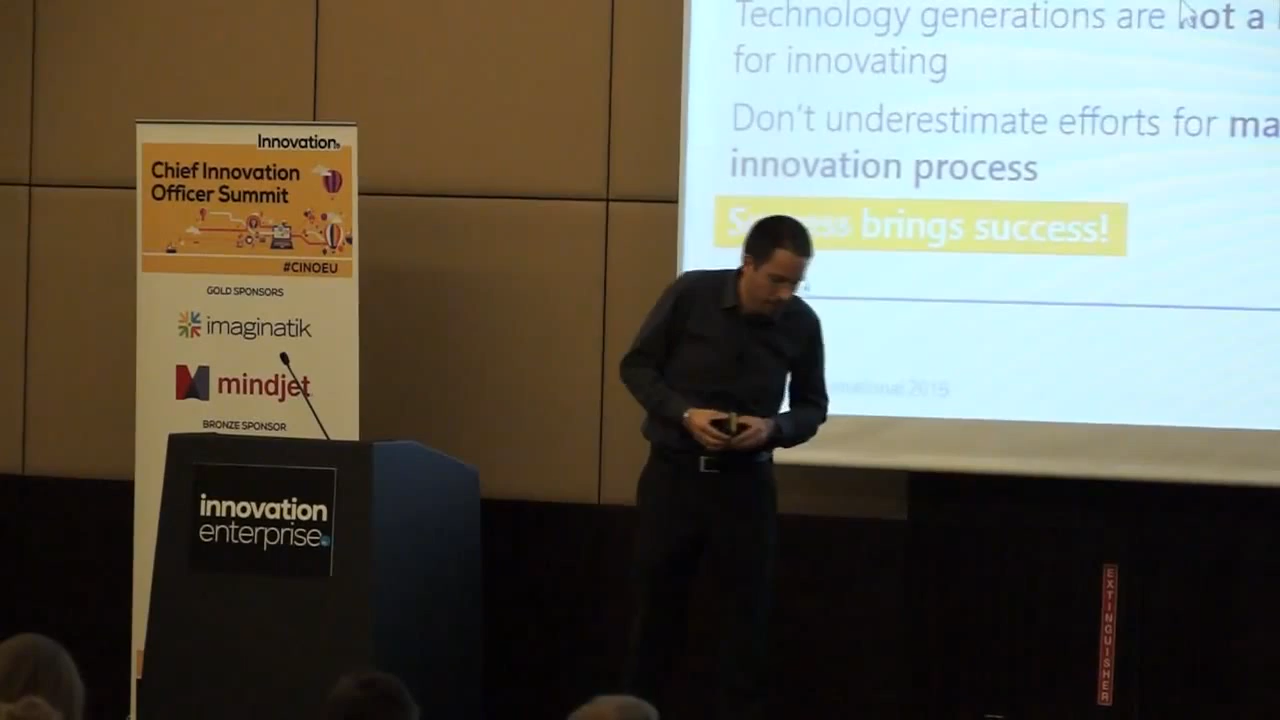 Innovation
Chief Innovation
Officer Summit
#CINOEU
GOLD SPONSORS
imaginatik
mindjet
BRONZE SPONSOR
innovation
enterprise
Technology generations are not a
for innovating
Don't underestimate efforts for
innovation process
brings success!
2015
EXTINGUISHER